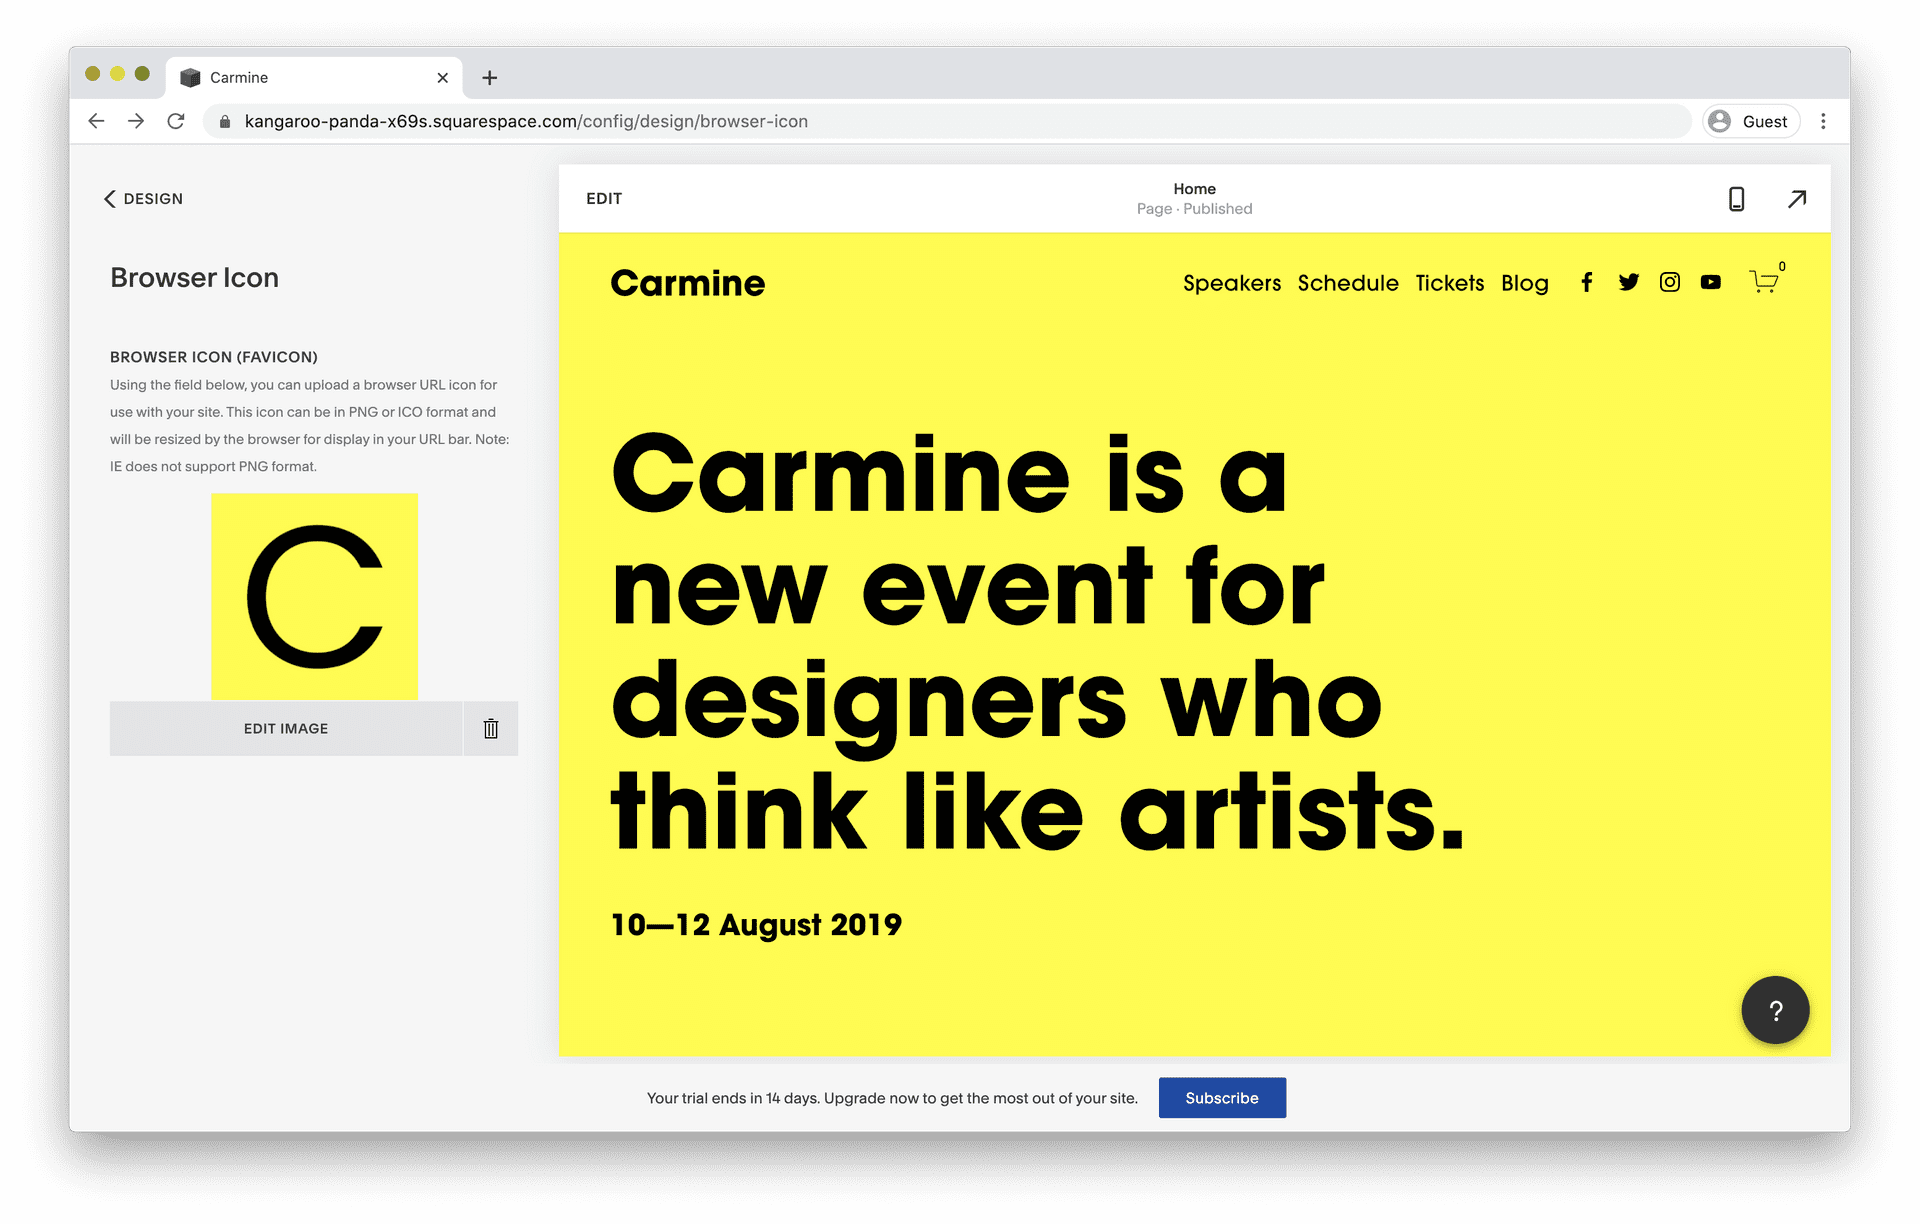 Carmine
kangaroo-panda-x69s.squarespace.com/config/design/browser-icon
Guest
DESIGN
Browser Icon
BROWSER ICON (FAVICON)
Using the field below, you can upload a browser URL icon for
use with your site. This icon can be in PNG or ICO format and
will be resized by the browser for display in your URL bar. Note:
IE does not support PNG format.
C
EDIT IMAGE
EDIT
Home
Page · Published
Carmine
Speakers Schedule Tickets Blog
0
Carmine is a
new event for
designers who
think like artists.
10—12 August 2019
?
Your trial ends in 14 days. Upgrade now to get the most out of your site.
Subscribe